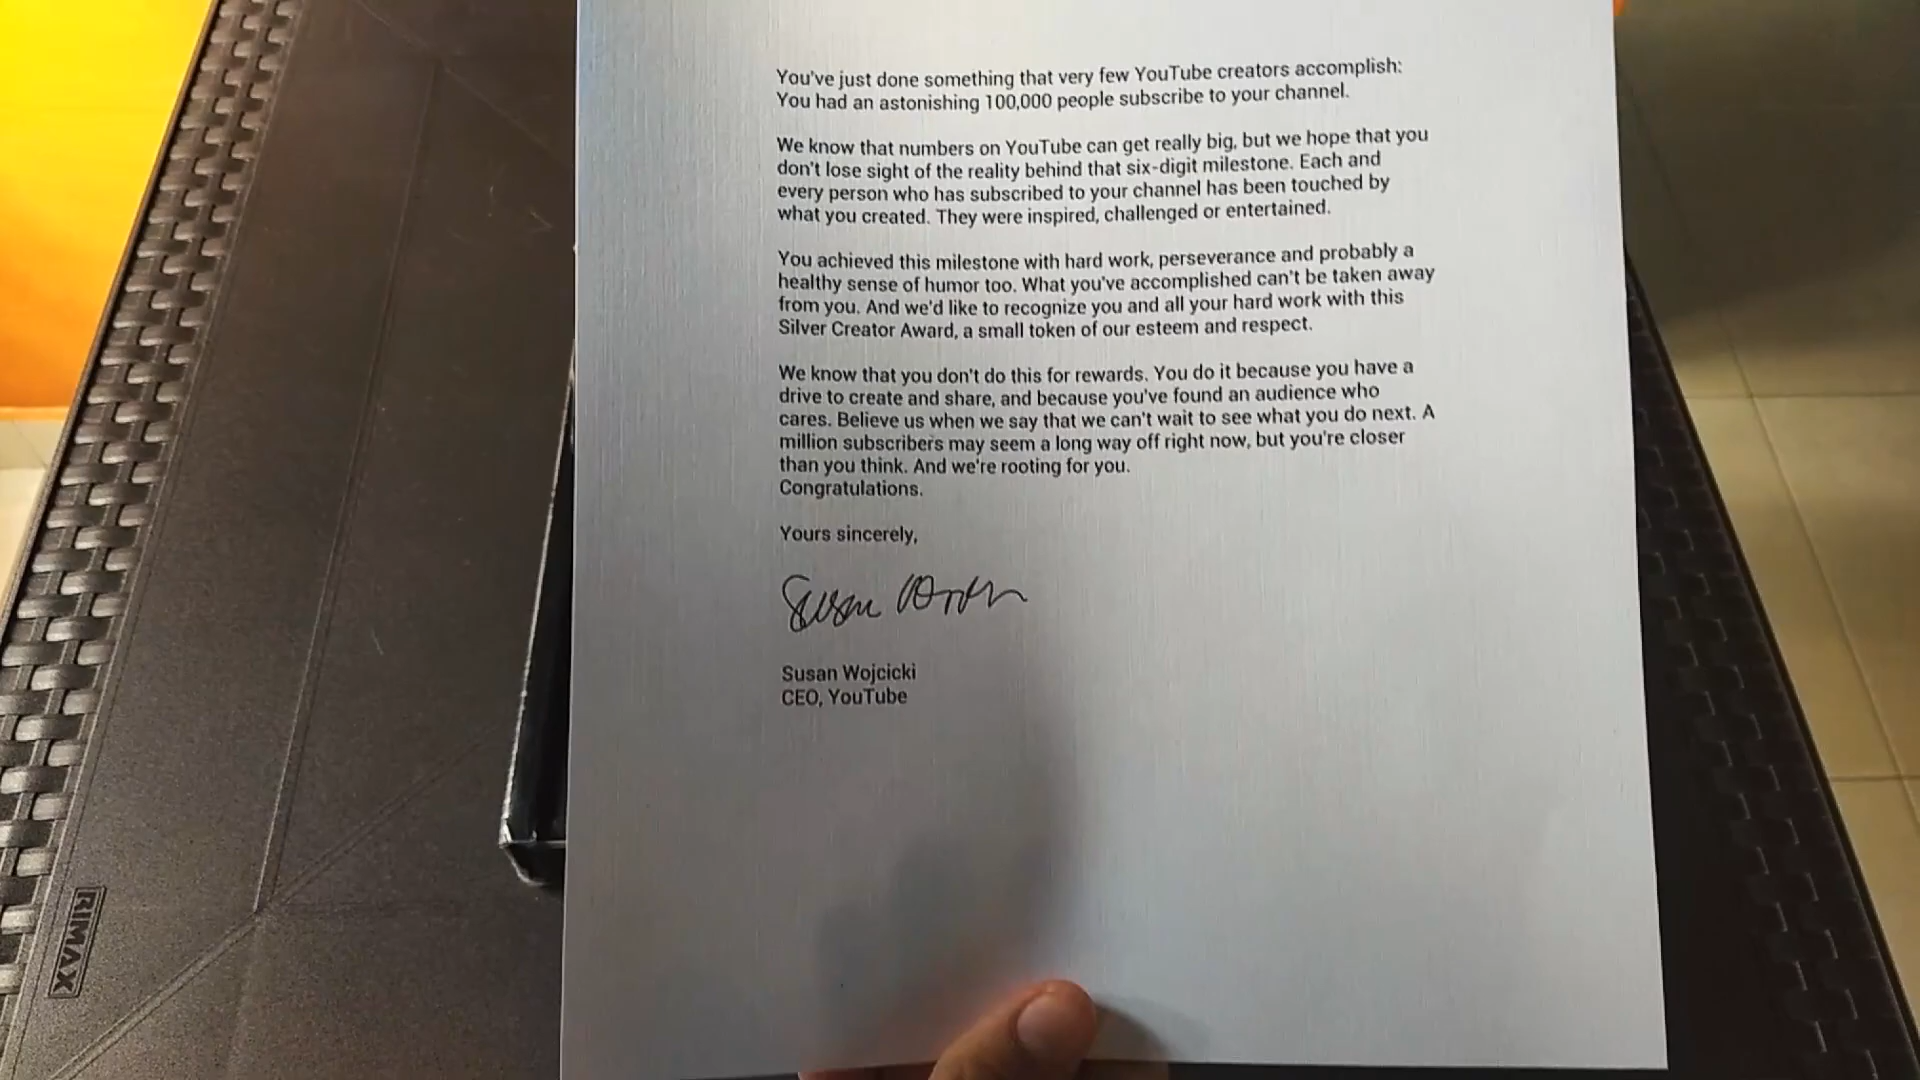 You've just done something that very few YouTube creators accomplish:
You had an astonishing 100,000 people subscribe to your channel.
We know that numbers on YouTube can get really big, but we hope that you
don't lose sight of the reality behind that six-digit milestone. Each and
every person who has subscribed to your channel has been touched by
what you created. They were inspired, challenged or entertained.
You achieved this milestone with hard work, perseverance and probably a
healthy sense of humor too. What you've accomplished can't be taken away
from you. And we'd like to recognize you and all your hard work with this
Silver Creator Award, a small token of our esteem and respect.
We know that you don't do this for rewards. You do it because you have a
drive to create and share, and because you've found an audience who
cares. Believe us when we say that we can't wait to see what you do next. A
million subscribers may seem a long way off right now, but you're closer
than you think. And we're rooting for you.
Congratulations.
Yours sincerely,
Susan Wojcicki
CEO, YouTube
RIMAX